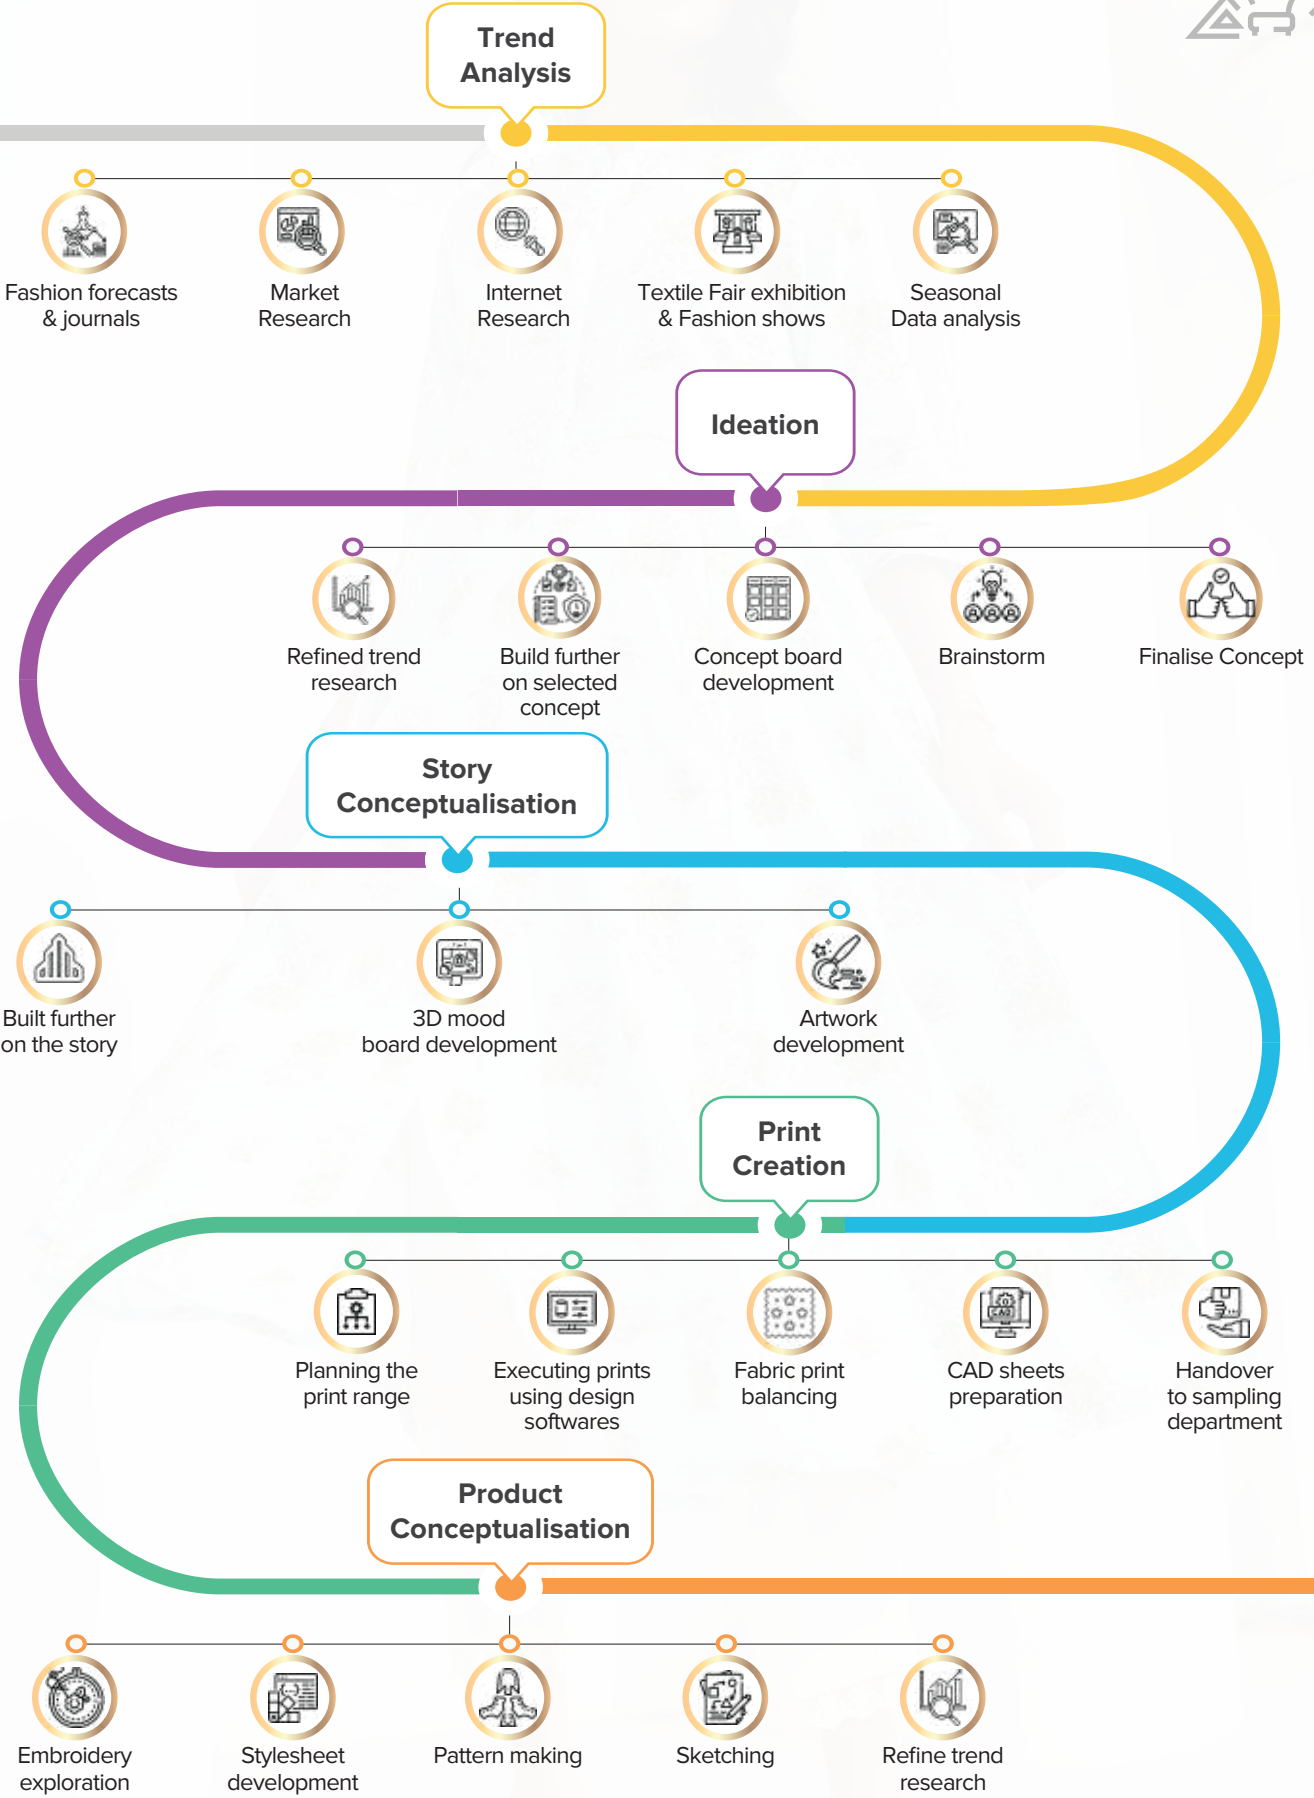 Trend
Analysis
Fashion forecasts
& journals
Market
Research
Internet
Research
Textile Fair exhibition
& Fashion shows
Seasonal
Data analysis
Ideation
Refined trend
research
Build further
on selected
concept
Concept board
development
Brainstorm
Finalise Concept
Story
Conceptualisation
Built further
on the story
3D mood
board development
Artwork
development
Print
Creation
Planning the
print range
Executing prints
using design
softwares
Fabric print
balancing
CAD
CAD sheets
preparation
Handover
to sampling
department
Product
Conceptualisation
Embroidery
exploration
Stylesheet
development
Pattern making
Sketching
Refine trend
research